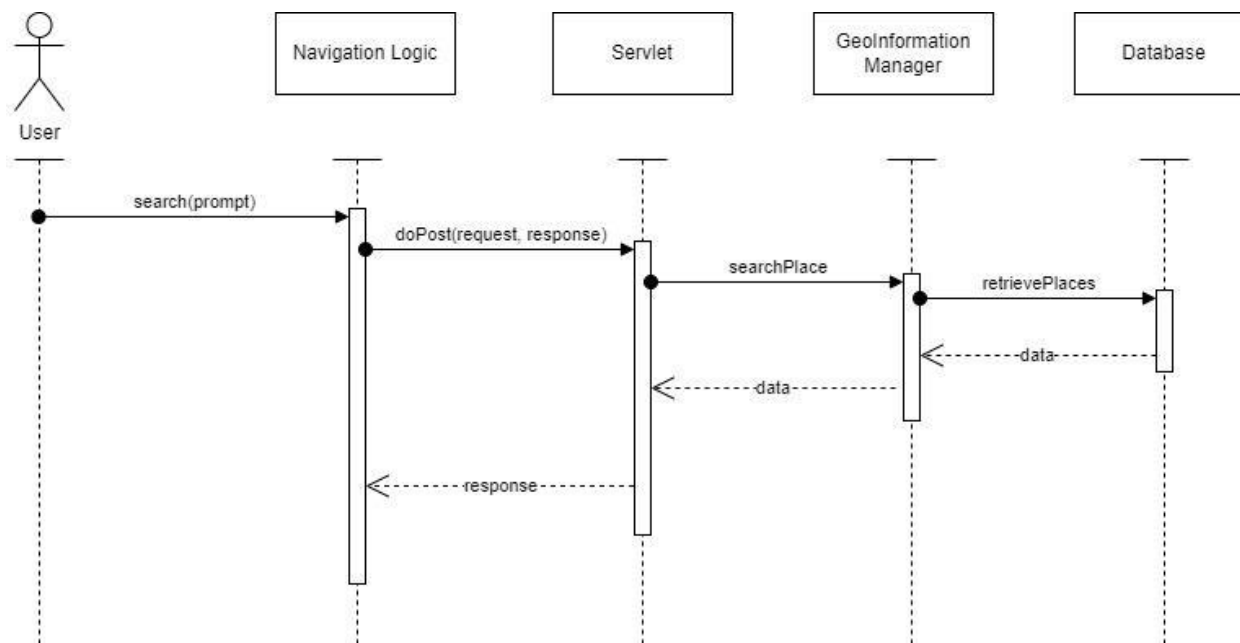 Navigation Logic
Servlet
GeoInformation
Manager
Database
User
search(prompt)
doPost(request, response)
searchPlace
retrievePlaces
data
data
response